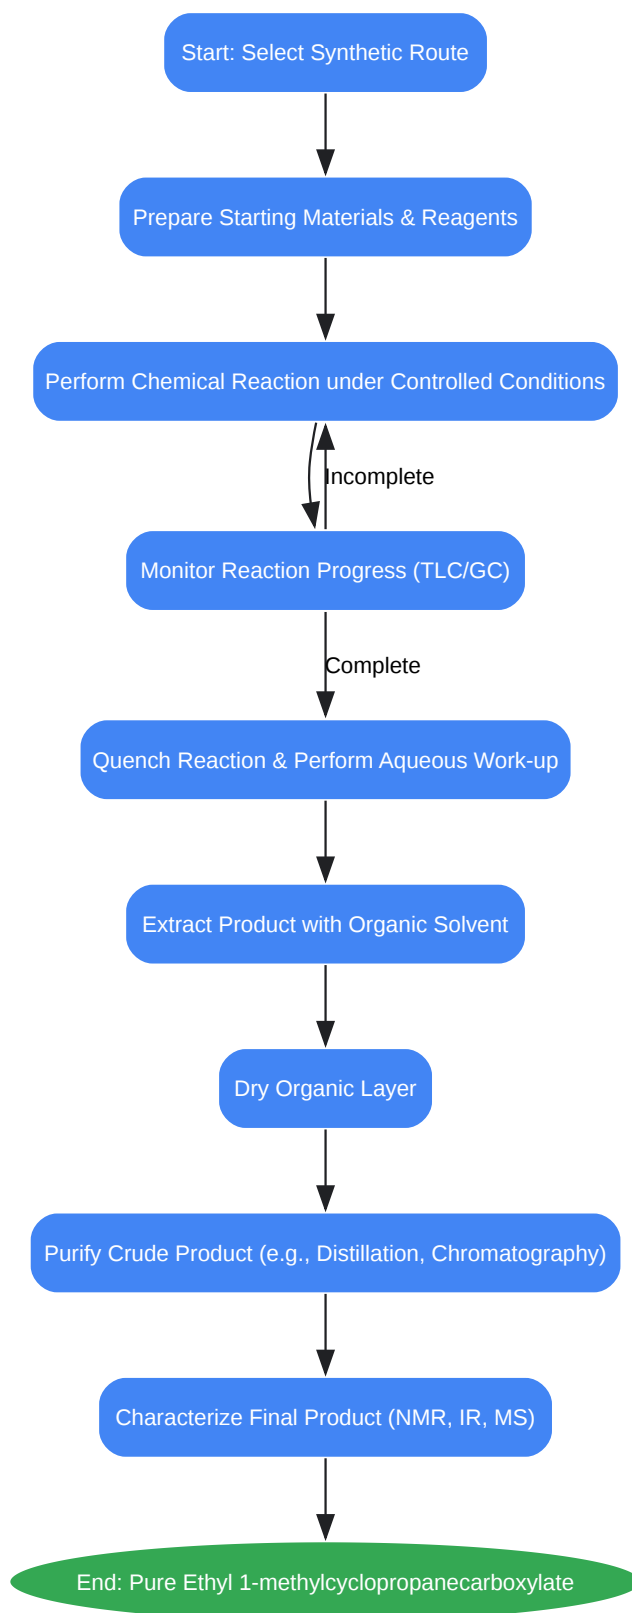 Start: Select Synthetic Route
Prepare Starting Materials & Reagents
Perform Chemical Reaction under Controlled Conditions
Incomplete
Monitor Reaction Progress (TLC/GC)
Complete
Quench Reaction & Perform Aqueous Work-up
Extract Product with Organic Solvent
Dry Organic Layer
Purify Crude Product (e.g., Distillation, Chromatography)
Characterize Final Product (NMR, IR, MS)
End: Pure Ethyl 1-methylcyclopropanecarboxylate